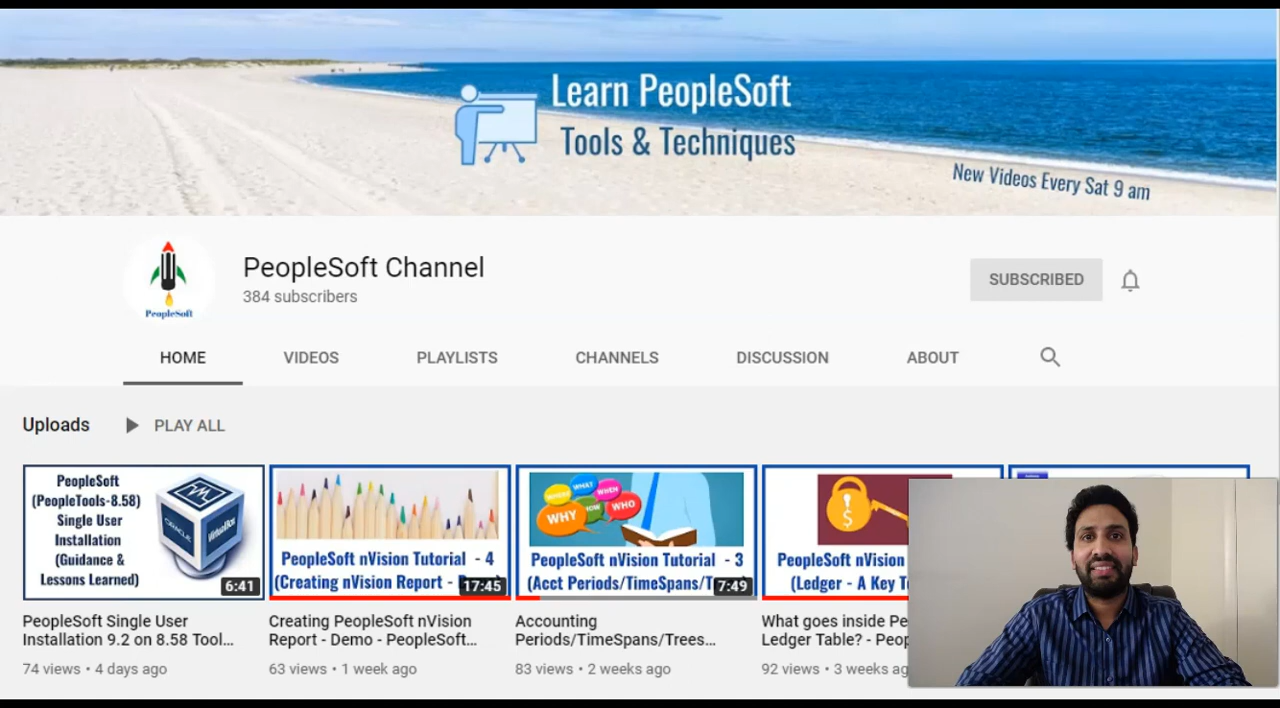 Learn PeopleSoft
Tools & Techniques
New Videos Every Sat 9 am
PeopleSoft
PeopleSoft Channel
384 subscribers
SUBSCRIBED
HOME VIDEOS PLAYLISTS CHANNELS DISCUSSION ABOUT
Uploads PLAY ALL
PeopleSoft
(PeopleTools-8.58)
Single User
Installation
(Guidance &
Lessons Learned)
ORACLE
VirtualBox
6:41
PeopleSoft Single User
Installation 9.2 on 8.58 Tool...
74 views • 4 days ago
PeopleSoft nVision Tutorial - 4
(Creating nVision Report -
17:45
Creating PeopleSoft nVision
Report - Demo - PeopleSoft...
63 views • 1 week ago
WHERE WHAT WHEN
WHY HOW WHO
PeopleSoft nVision Tutorial - 3
(Acct Periods/TimeSpans/T
7:49
Accounting
Periods/TimeSpans/Trees...
83 views • 2 weeks ago
PeopleSoft nVision
(Ledger - A Key T
What goes inside Pe
Ledger Table? - Peop
92 views • 3 weeks ag